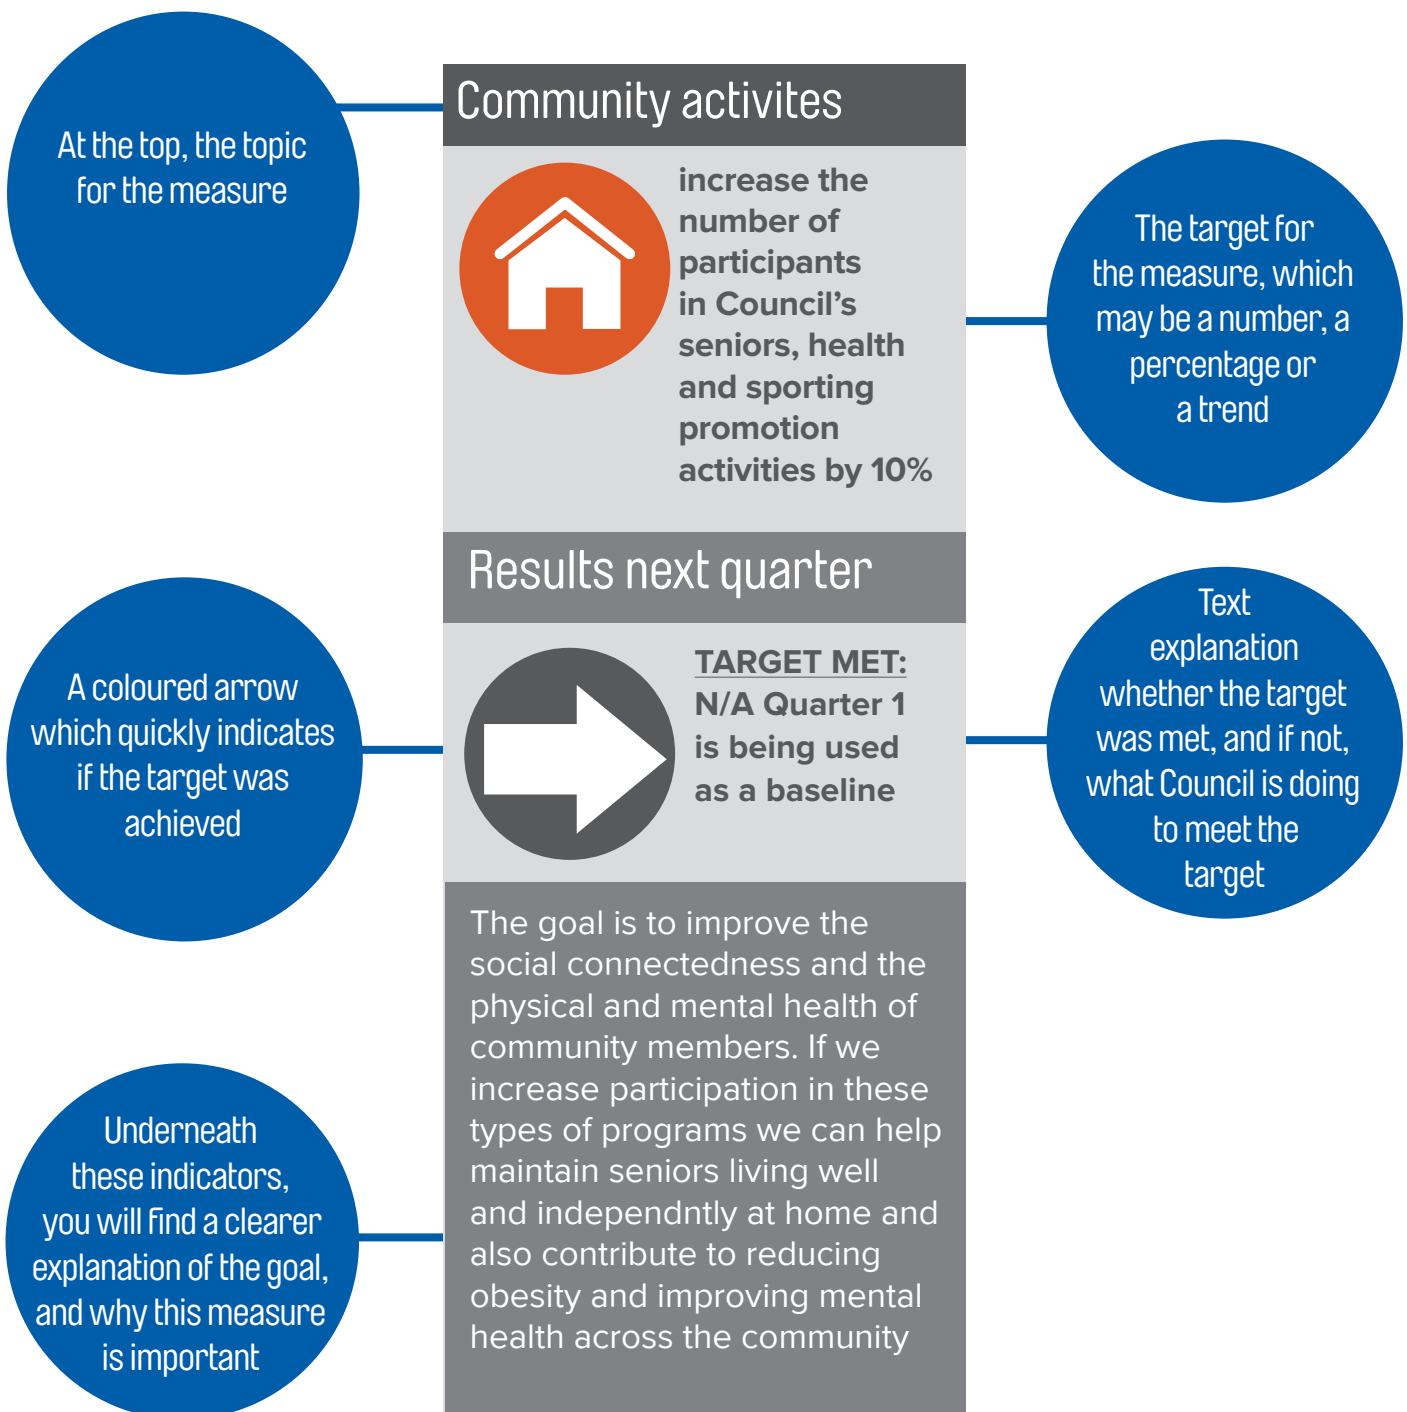 At the top, the topic
for the measure
Community activites
increase the
number of
participants
in Council’s
seniors, health
and sporting
promotion
activities by 10%
The target for
the measure, which
may be a number, a
percentage or
a trend
Results next quarter
A coloured arrow
which quickly indicates
if the target was
achieved
TARGET MET:
N/A Quarter 1
is being used
as a baseline
Text
explanation
whether the target
was met, and if not,
what Council is doing
to meet the
target
Underneath
these indicators,
you will find a clearer
explanation of the goal,
and why this measure
is important
The goal is to improve the
social connectedness and the
physical and mental health of
community members. If we
increase participation in these
types of programs we can help
maintain seniors living well
and independntly at home and
also contribute to reducing
obesity and improving mental
health across the community